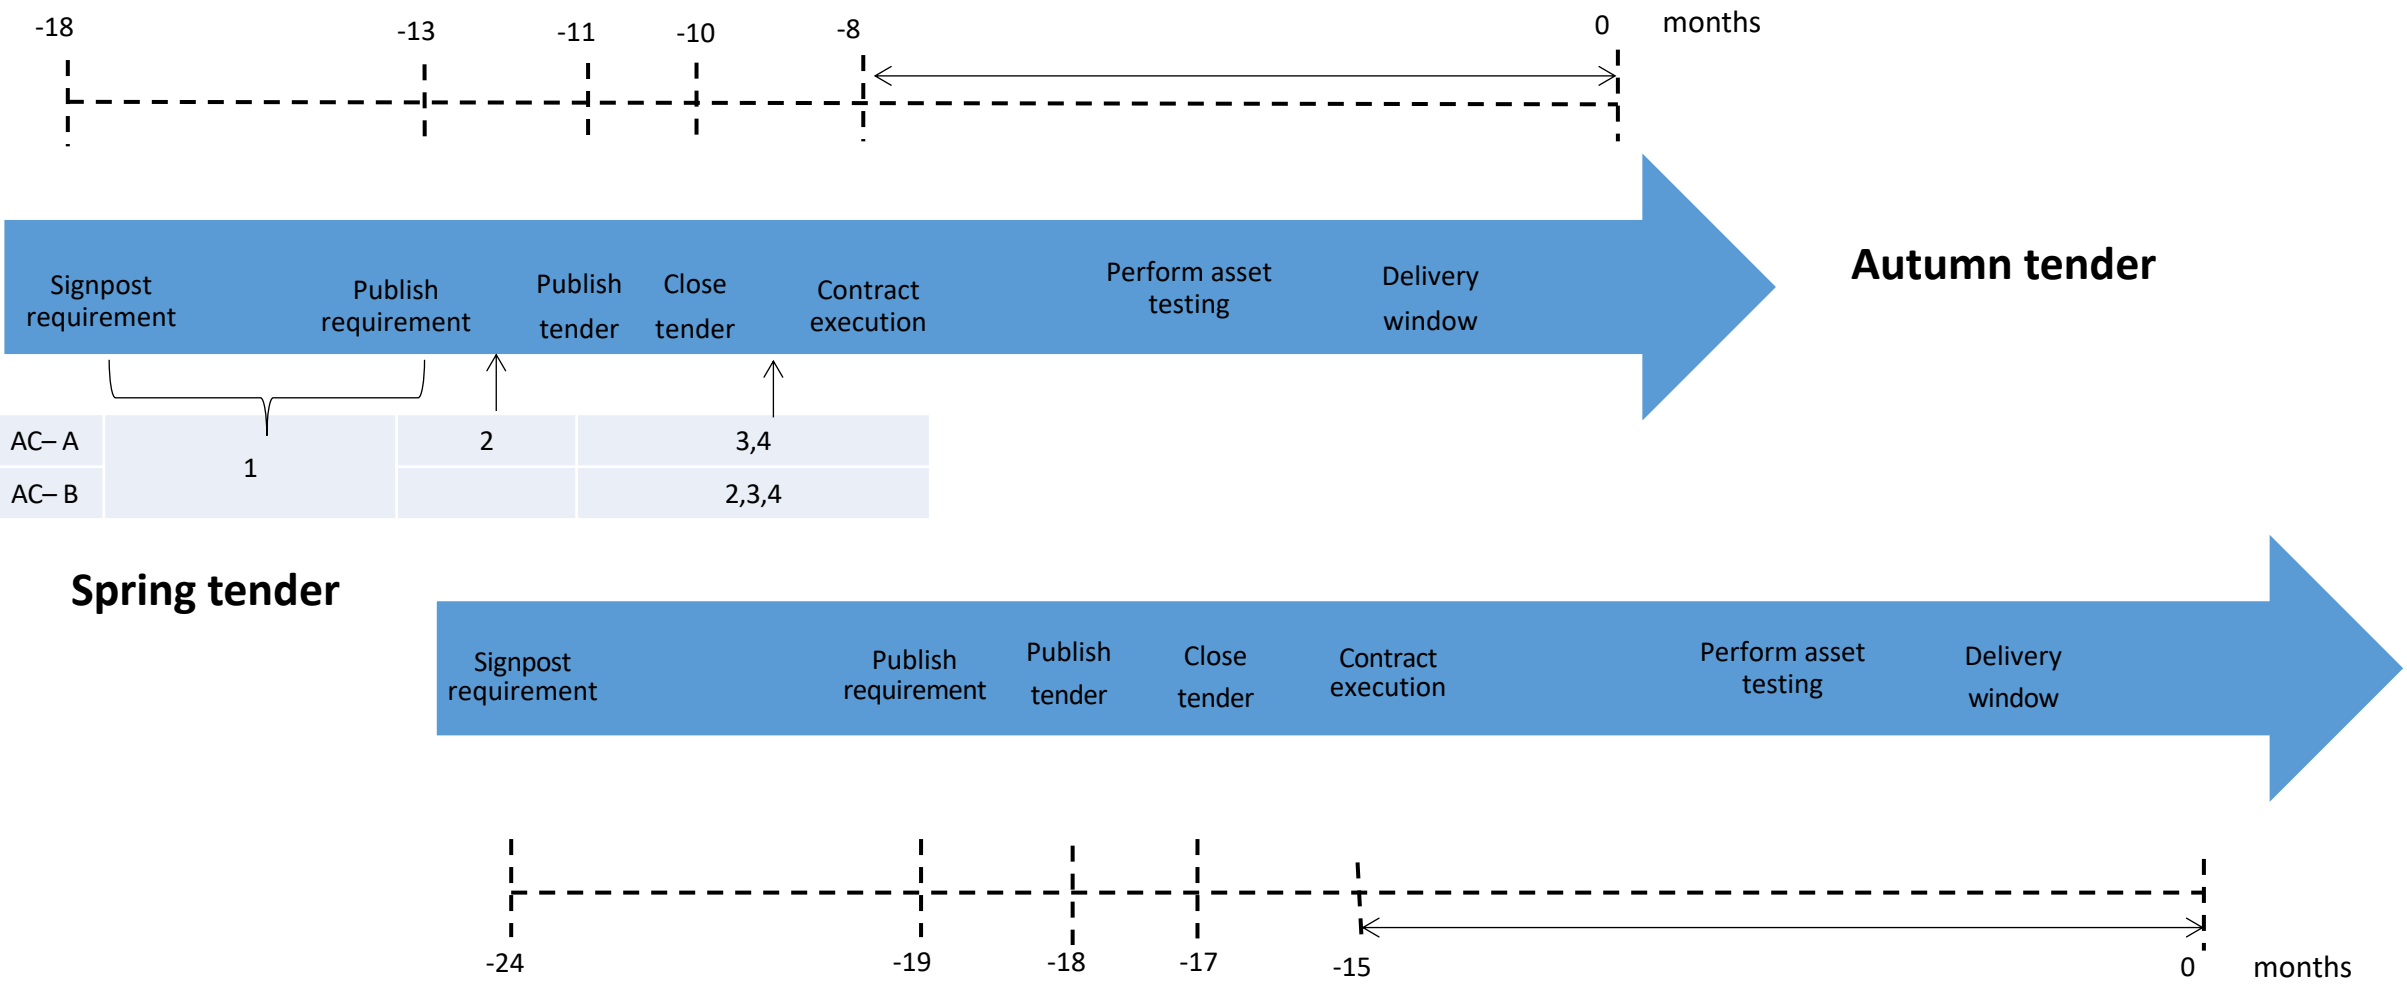 -18 -13 -11 -10 -8 0 months
Signpost
requirement
Publish
requirement
Publish
tender
Close
tender
Contract
execution
Perform asset
testing
Delivery
window
Autumn tender
AC– A 1 2 3,4
AC– B 2,3,4
Spring tender
Signpost
requirement
Publish
requirement
Publish
tender
Close
tender
Contract
execution
Perform asset
testing
Delivery
window
-24 -19 -18 -17 -15 0 months